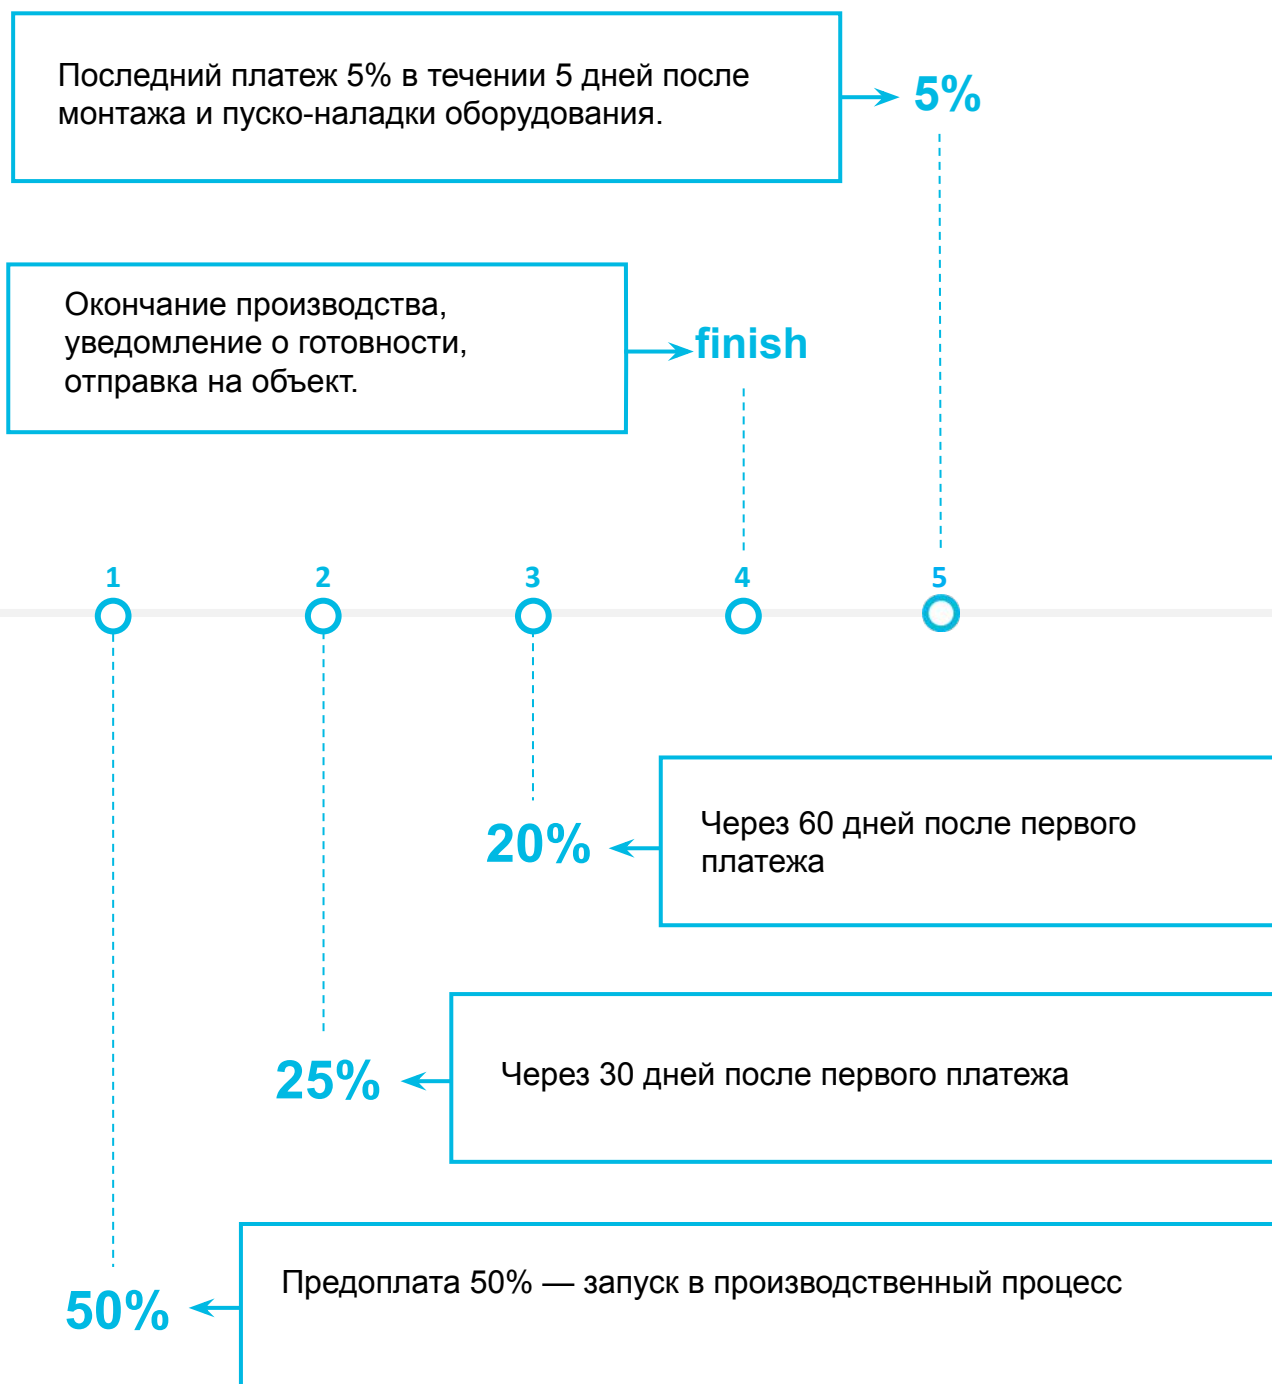 Последний платеж 5% в течении 5 дней после
монтажа и пуско-наладки оборудования.
5%
Окончание производства,
уведомление о готовности,
отправка на объект.
finish
1
2
3
4
5
20%
Через 60 дней после первого
платежа
25%
Через 30 дней после первого платежа
50%
Предоплата 50% — запуск в производственный процесс